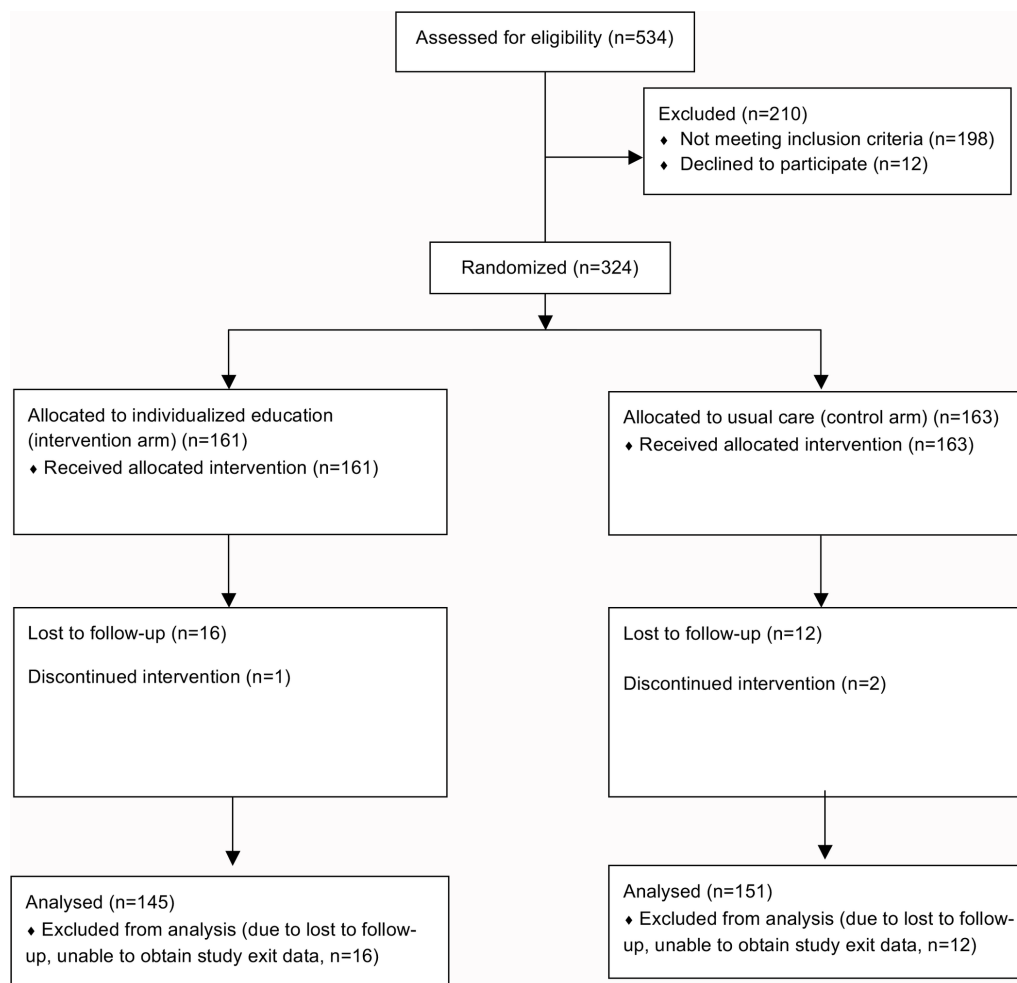 Assessed for eligibility (n=534)
Excluded (n=210)
♦ Not meeting inclusion criteria (n=198)
♦ Declined to participate (n=12)
Randomized (n=324)
Allocated to individualized education
(intervention arm) (n=161)
♦ Received allocated intervention (n=161)
Allocated to usual care (control arm) (n=163)
♦ Received allocated intervention (n=163)
Lost to follow-up (n=16)
Discontinued intervention (n=1)
Lost to follow-up (n=12)
Discontinued intervention (n=2)
Analysed (n=145)
♦ Excluded from analysis (due to lost to follow-
up, unable to obtain study exit data, n=16)
Analysed (n=151)
♦ Excluded from analysis (due to lost to follow-
up, unable to obtain study exit data, n=12)